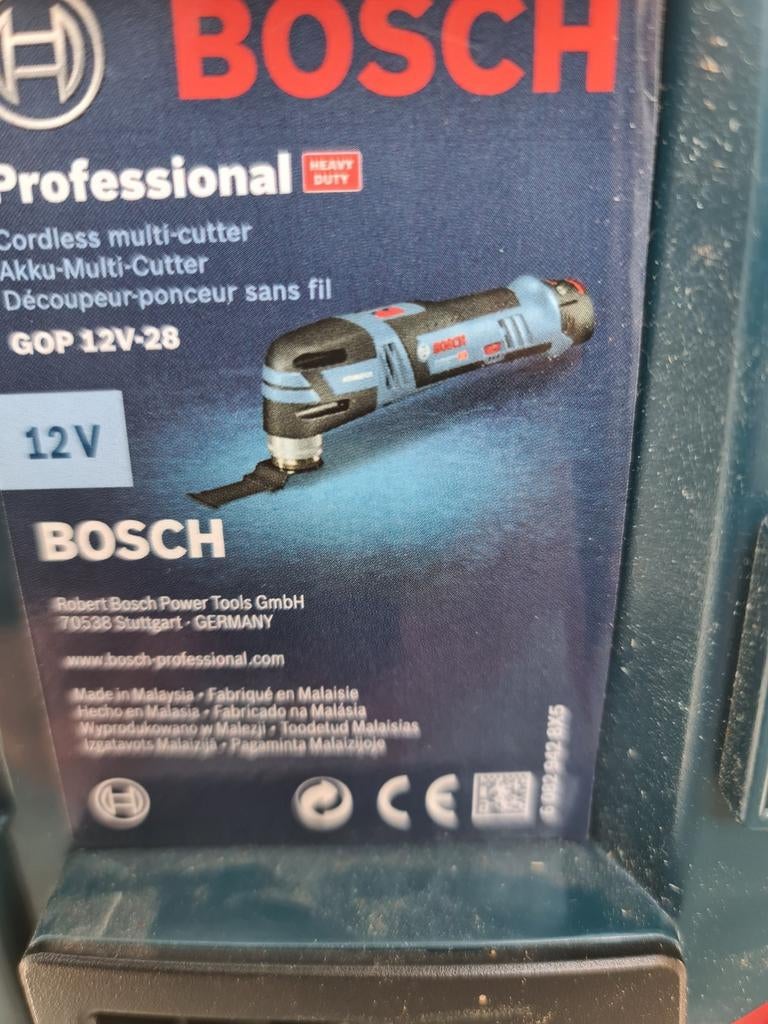 BOSCH
Professional HEAVY DUTY
Cordless multi-cutter
Akku-Multi-Cutter
Découpeur-ponceur sans fil
GOP 12V-28
BOSCH
12V
BOSCH
Robert Bosch Power Tools GmbH
70538 Stuttgart · GERMANY
www.bosch-professional.com
Made in Malaysia • Fabriqué en Malaisie
Hecho en Malasia • Fabricado na Malásia
Wyprodukowano w Malezji • Toodetud Malaisias
Izgatavots Malaizijā • Pagaminta Malaizijoje
CE